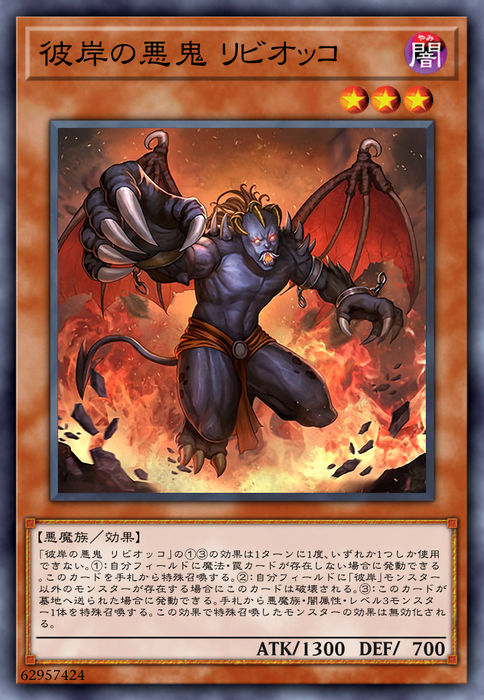 彼岸の悪鬼 リビオッコ
やみ
闇
【悪魔族／効果】
「彼岸の悪鬼 リビオッコ」の①③の効果は1ターンに1度、いずれか1つしか使用
できない。①：自分フィールドに魔法・罠カードが存在しない場合に発動できる
。このカードを手札から特殊召喚する。②：自分フィールドに「彼岸」モンスター
以外のモンスターが存在する場合にこのカードは破壊される。③：このカードが
墓地へ送られた場合に発動できる。手札から悪魔族・闇属性・レベル3モンスタ
ー1体を特殊召喚する。この効果で特殊召喚したモンスターの効果は無効化され
る。
ATK/1300 DEF/ 700
62957424